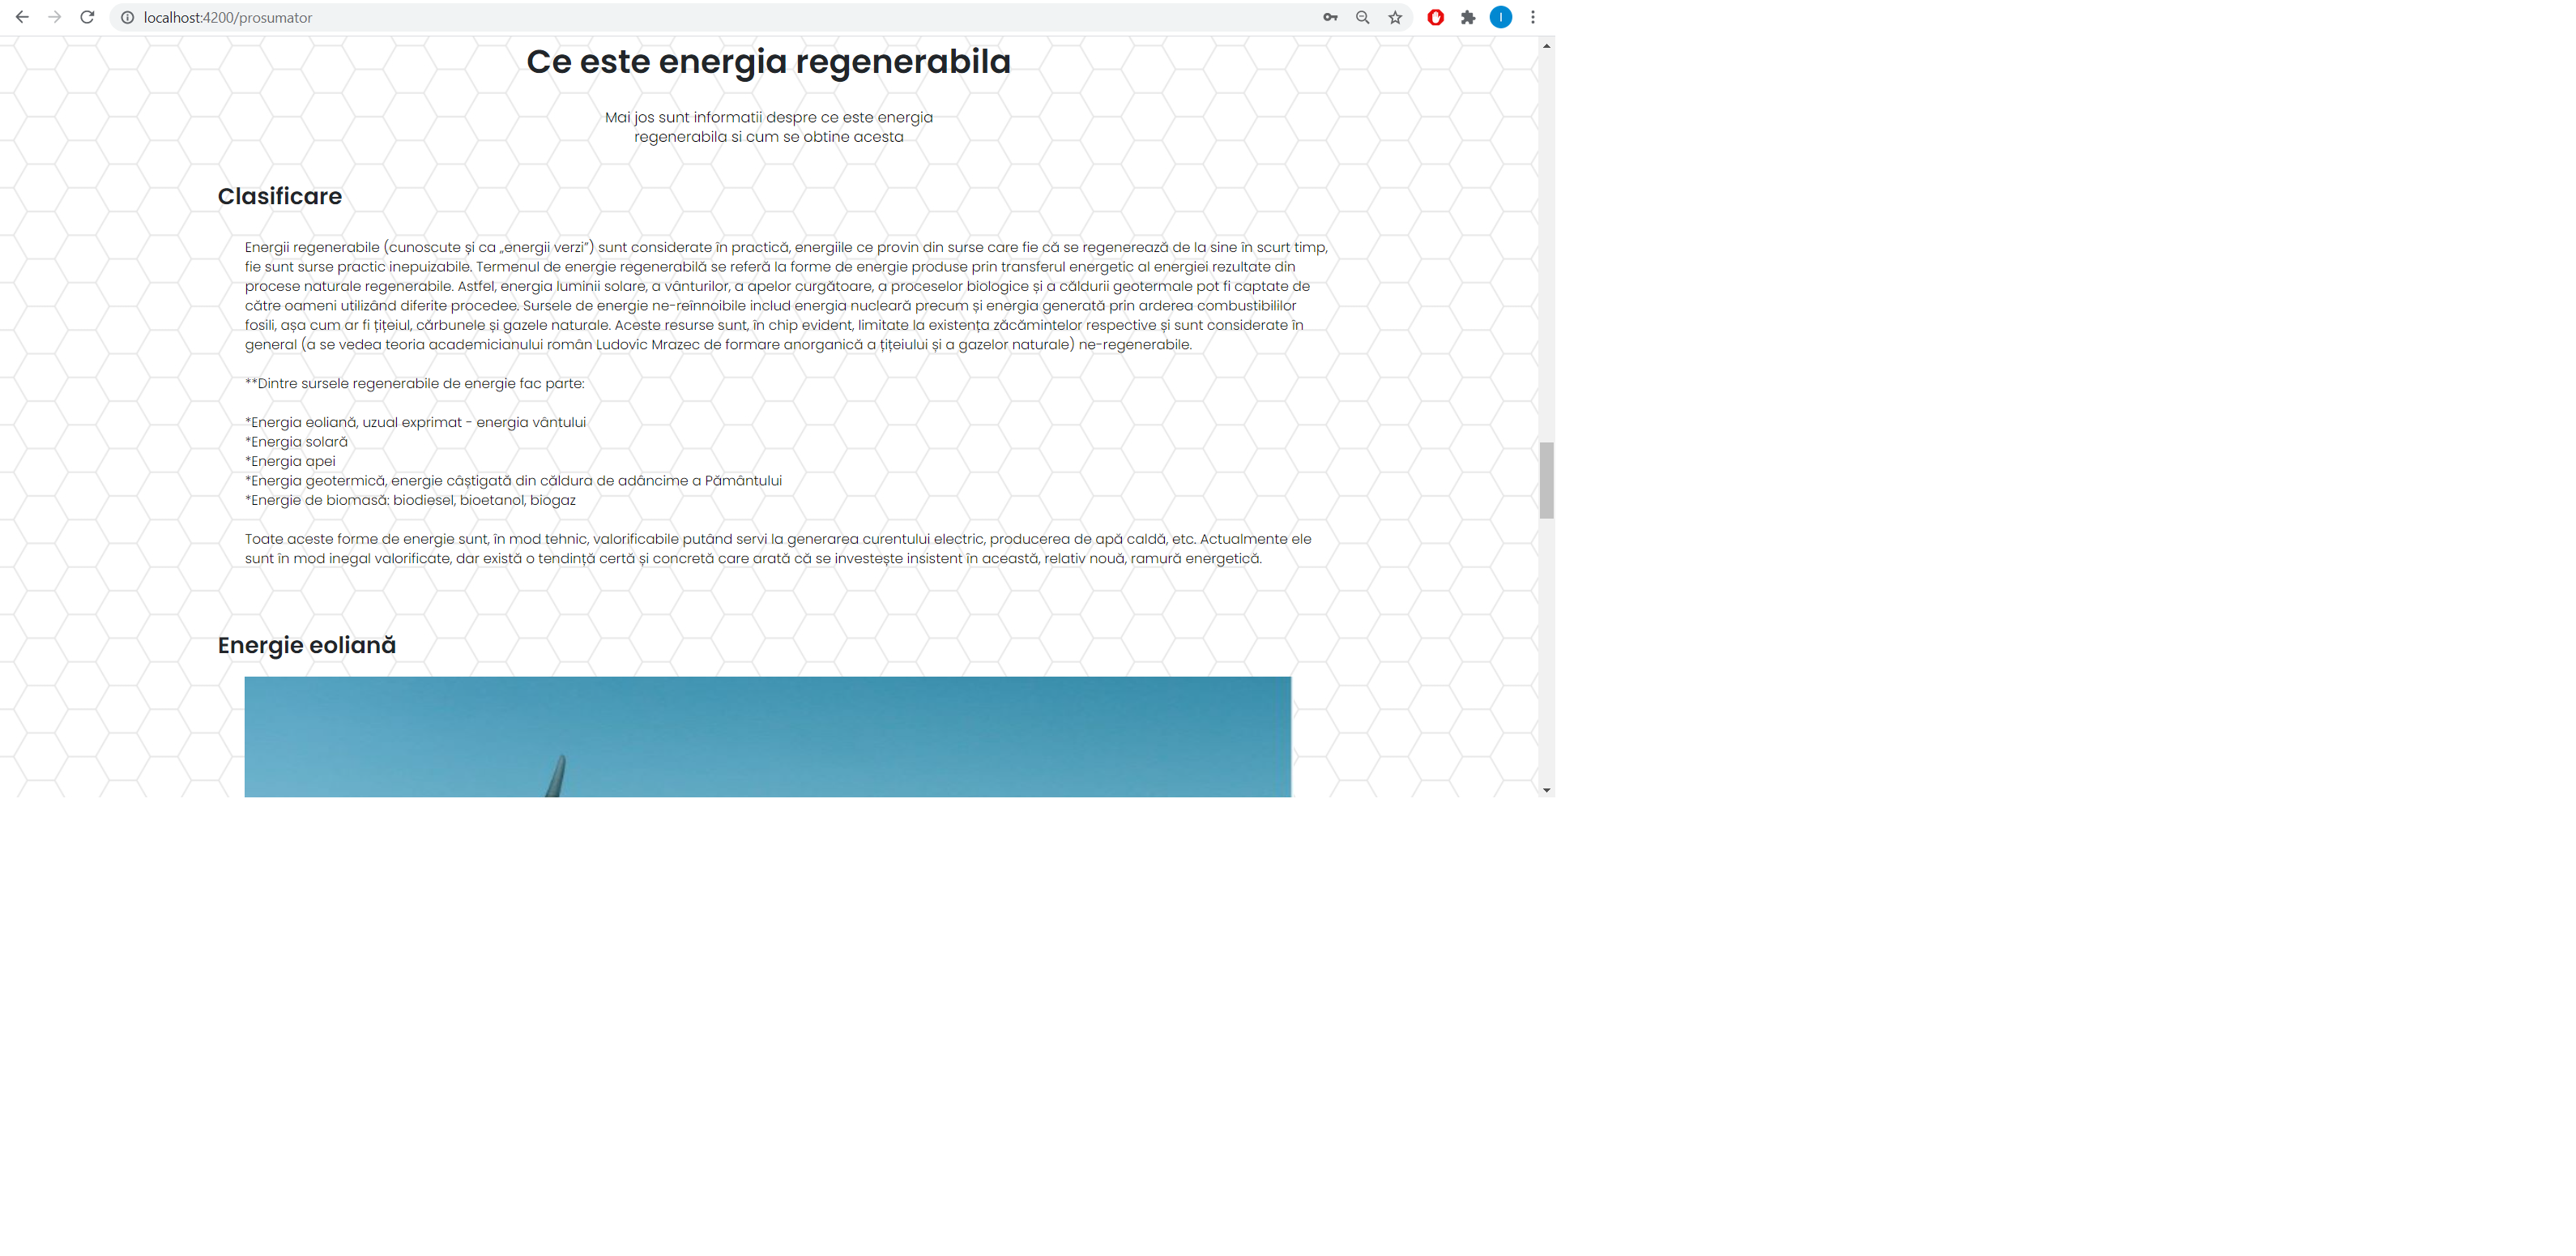 localhost:4200/prosumator
I
Ce este energia regenerabila
Mai jos sunt informatii despre ce este energia
regenerabila si cum se obtine acesta
Clasificare
Energii regenerabile (cunoscute și ca „energii verzi”) sunt considerate în practică, energiile ce provin din surse care fie că se regenerează de la sine în scurt timp,
fie sunt surse practic inepuizabile. Termenul de energie regenerabilă se referă la forme de energie produse prin transferul energetic al energiei rezultate din
procese naturale regenerabile. Astfel, energia luminii solare, a vânturilor, a apelor curgătoare, a proceselor biologice și a căldurii geotermale pot fi captate de
către oameni utilizând diferite procedee. Sursele de energie ne-reînnoibile includ energia nucleară precum și energia generată prin arderea combustibililor
fosili, așa cum ar fi țițeiul, cărbunele și gazele naturale. Aceste resurse sunt, în chip evident, limitate la existența zăcămintelor respective și sunt considerate în
general (a se vedea teoria academicianului român Ludovic Mrazec de formare anorganică a țițeiului și a gazelor naturale) ne-regenerabile.
**Dintre sursele regenerabile de energie fac parte:
*Energia eoliană, uzual exprimat - energia vântului
*Energia solară
*Energia apei
*Energia geotermică, energie câștigată din căldura de adâncime a Pământului
*Energie de biomasă: biodiesel, bioetanol, biogaz
Toate aceste forme de energie sunt, în mod tehnic, valorificabile putând servi la generarea curentului electric, producerea de apă caldă, etc. Actualmente ele
sunt în mod inegal valorificate, dar există o tendință certă și concretă care arată că se investește insistent în această, relativ nouă, ramură energetică.
Energie eoliană